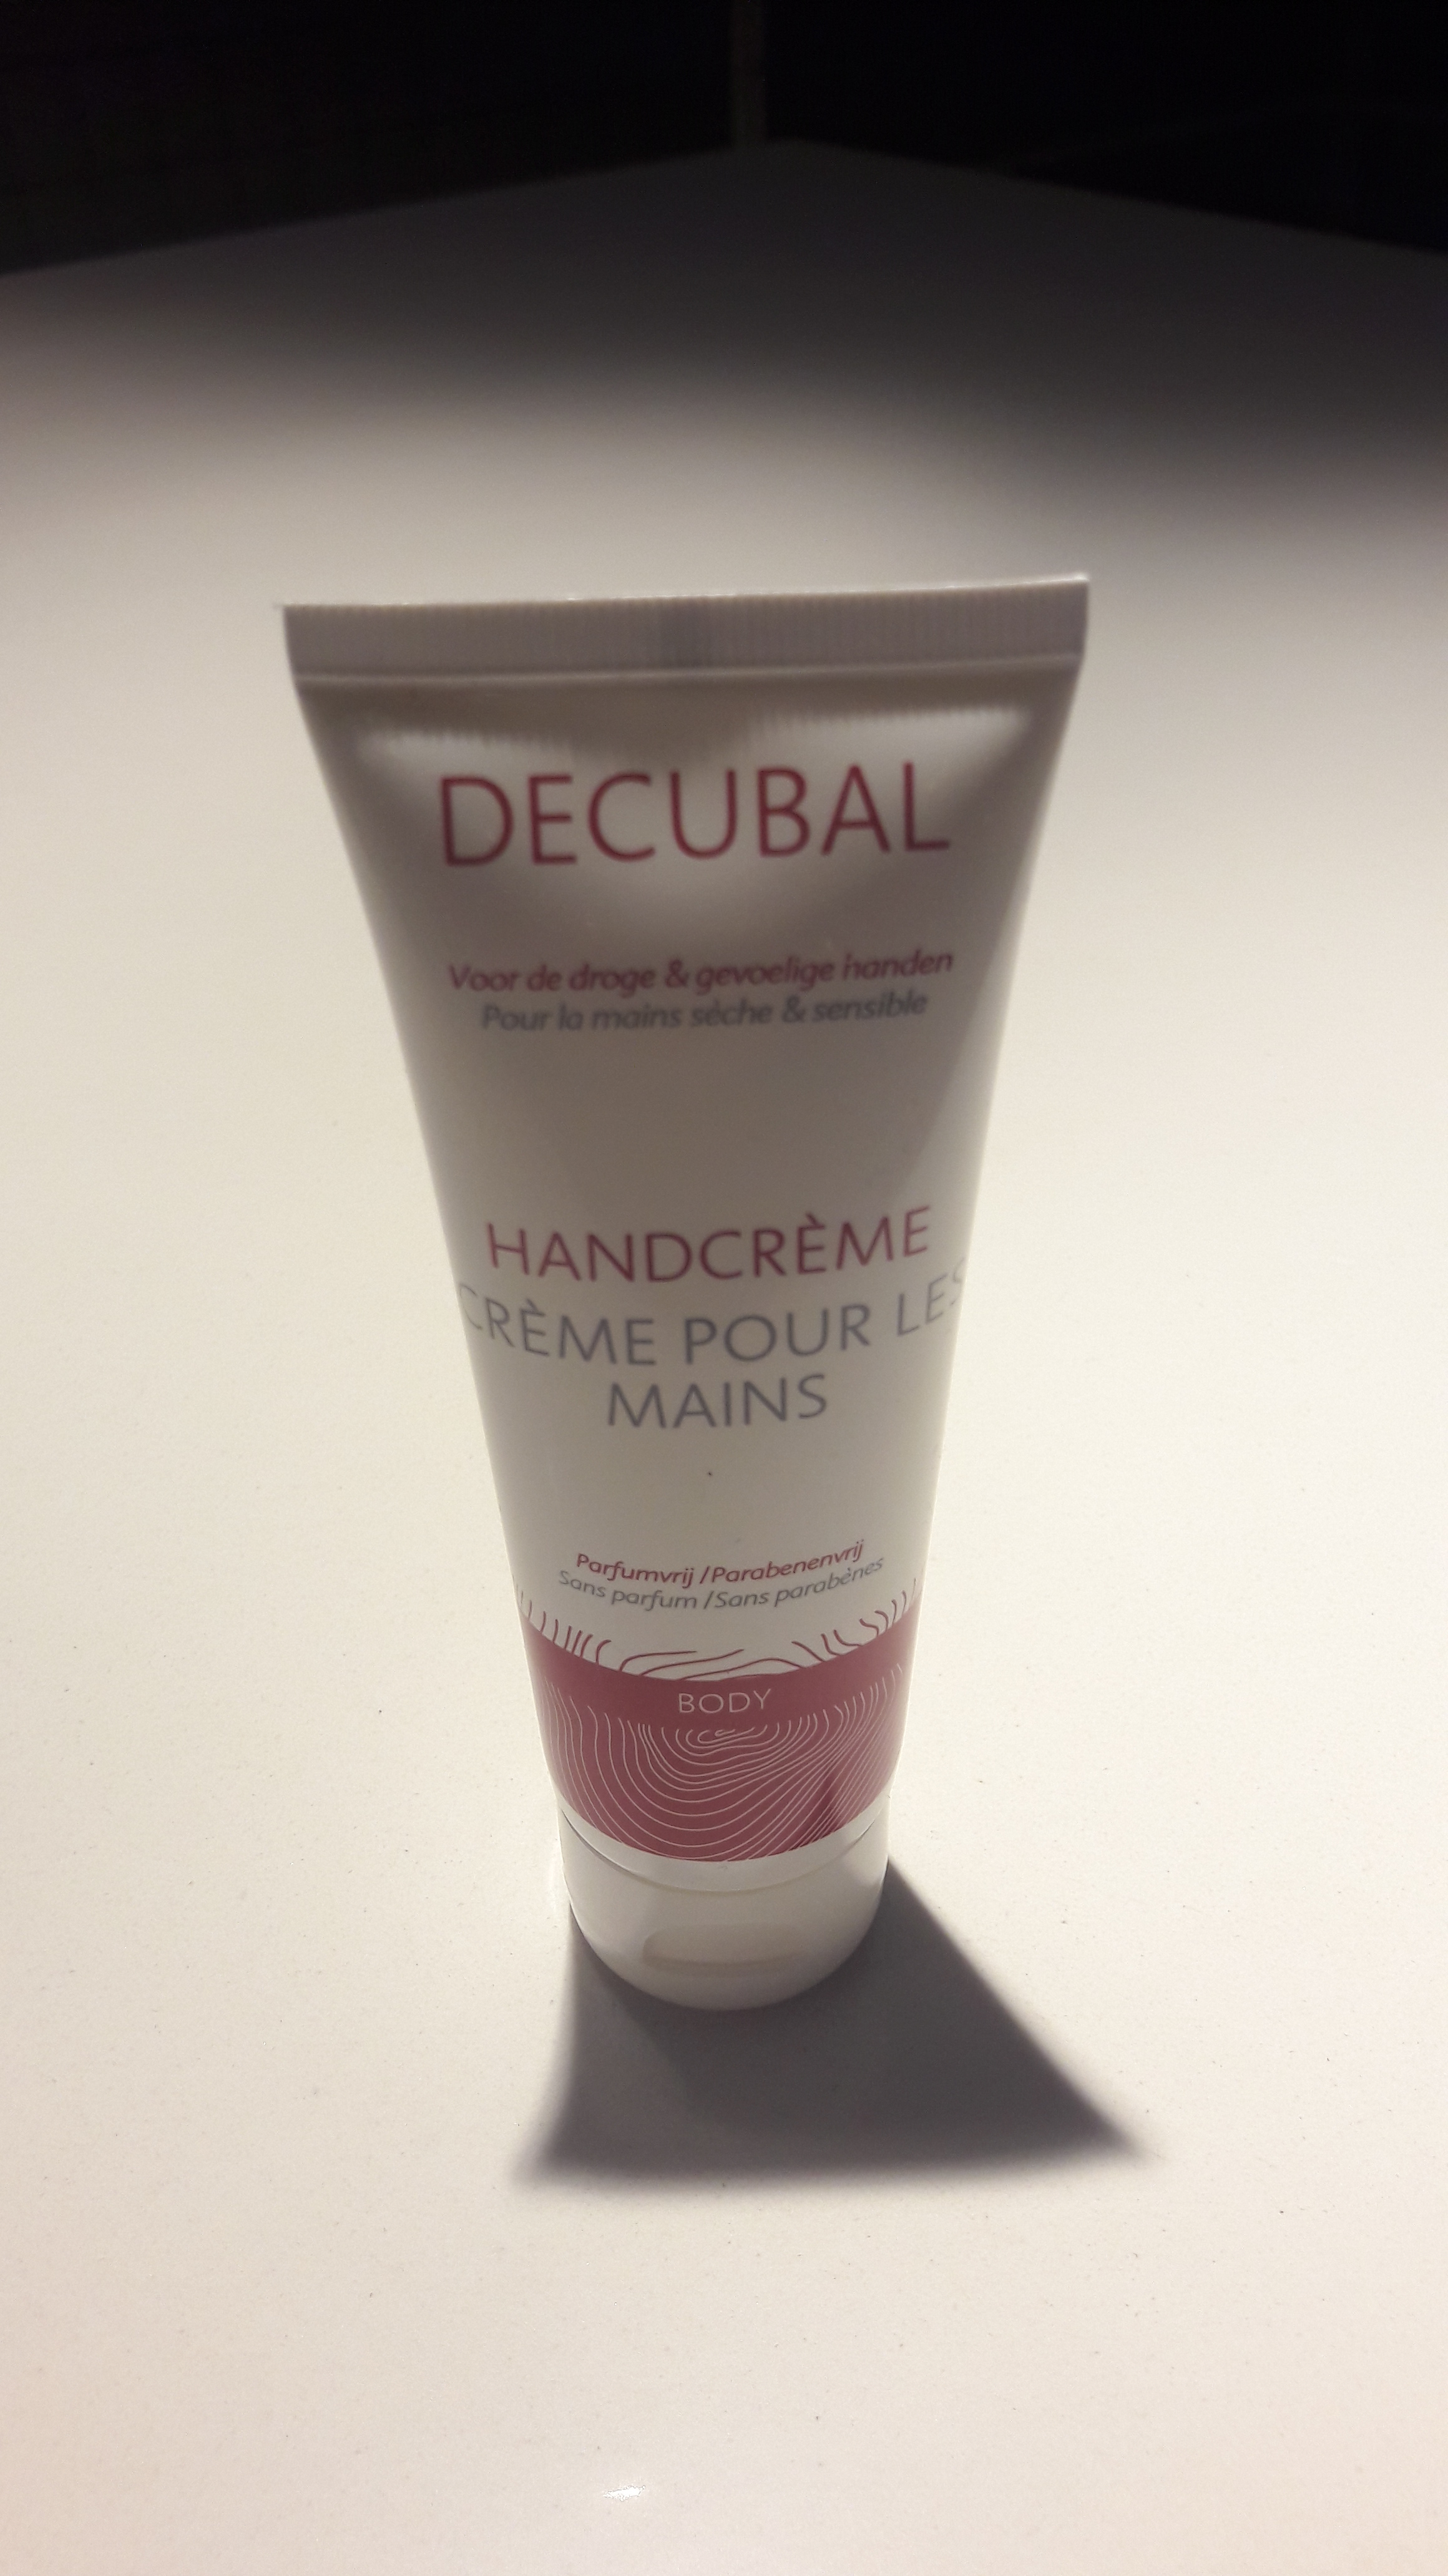 DECUBAL
Voor de droge & gevoelige handen
Pour la mains sèche & sensible
HANDCRÈME
CRÈME POUR LES
MAINS
Parfumvrij / Parabenenvrij
Sans parfum / Sans parabènes
BODY